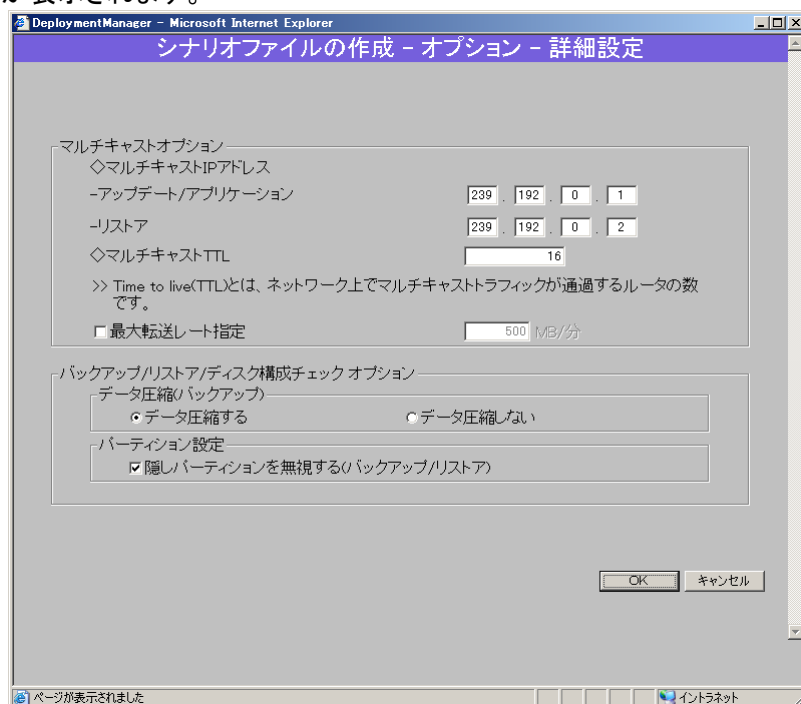 が表示されます。
DeploymentManager - Microsoft Internet Explorer
シナリオファイルの作成 - オプション - 詳細設定
マルチキャストオプション
◇マルチキャストIPアドレス
-アップデート/アプリケーション 239 . 192 . 0 . 1
-リストア 239 . 192 . 0 . 2
◇マルチキャストTTL 16
>> Time to live(TTL)とは、ネットワーク上でマルチキャストトラフィックが通過するルータの数
です。
最大転送レート指定 500 MB/分
バックアップ/リストア/ディスク構成チェック オプション
データ圧縮(バックアップ)
データ圧縮する データ圧縮しない
パーティション設定
隠しパーティションを無視する(バックアップ/リストア)
OK キャンセル
ページが表示されました イントラネット